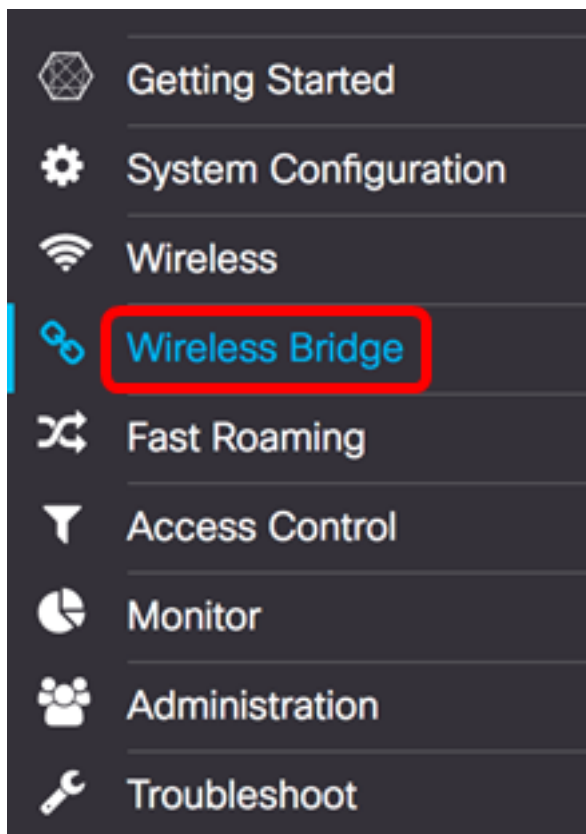 Getting Started
System Configuration
Wireless
Wireless Bridge
Fast Roaming
Access Control
Monitor
Administration
Troubleshoot